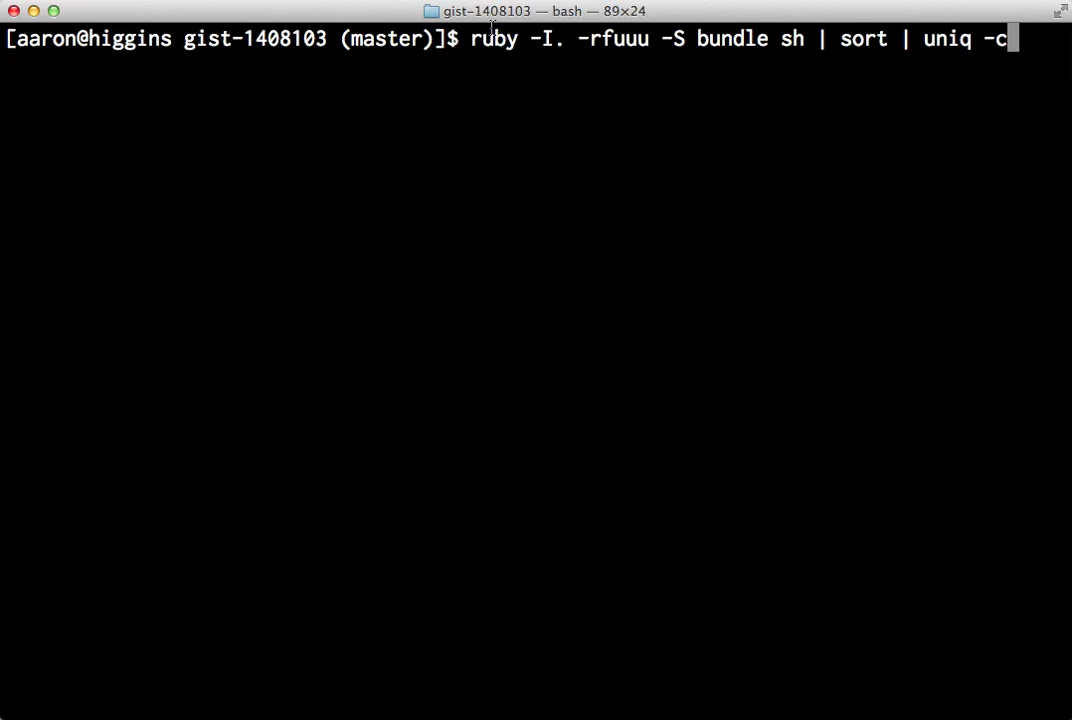 gist-1408103 — bash — 89×24
[aaron@higgins gist-1408103 (master)]$ ruby -I. -rfuuu -S bundle sh | sort | uniq -c